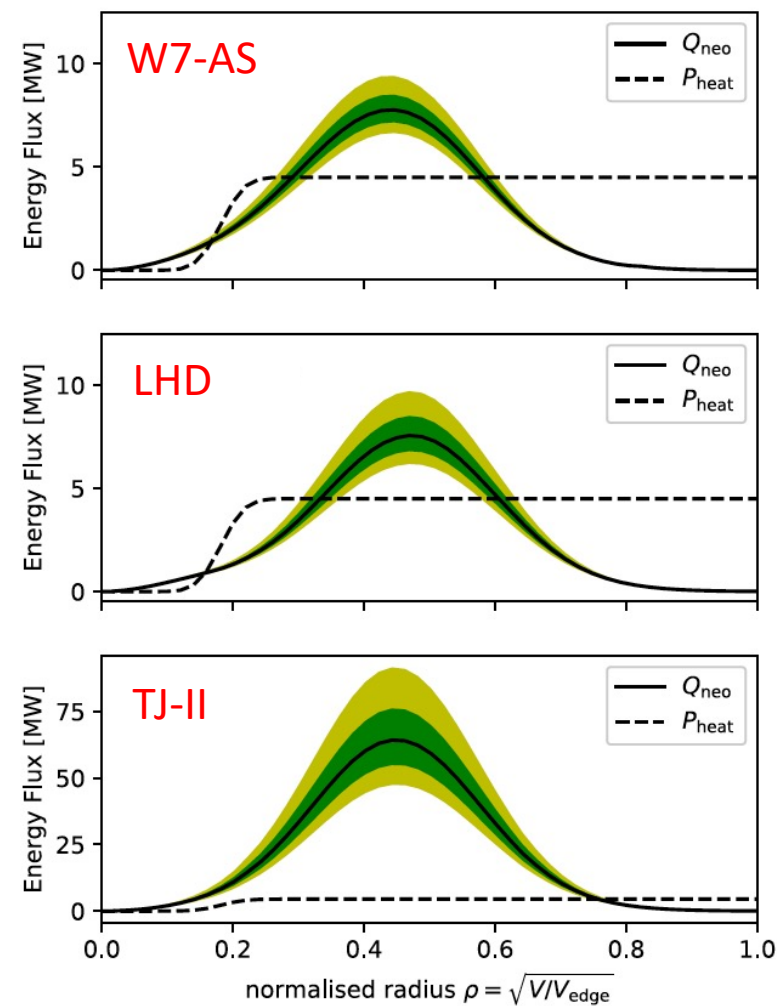 W7-AS
Q_neo
P_heat
Energy Flux [MW]
10
5
0
LHD
Q_neo
P_heat
Energy Flux [MW]
10
5
0
TJ-II
Q_neo
P_heat
Energy Flux [MW]
75
50
25
0
0.0 0.2 0.4 0.6 0.8 1.0
normalised radius ρ = √V/V_edge